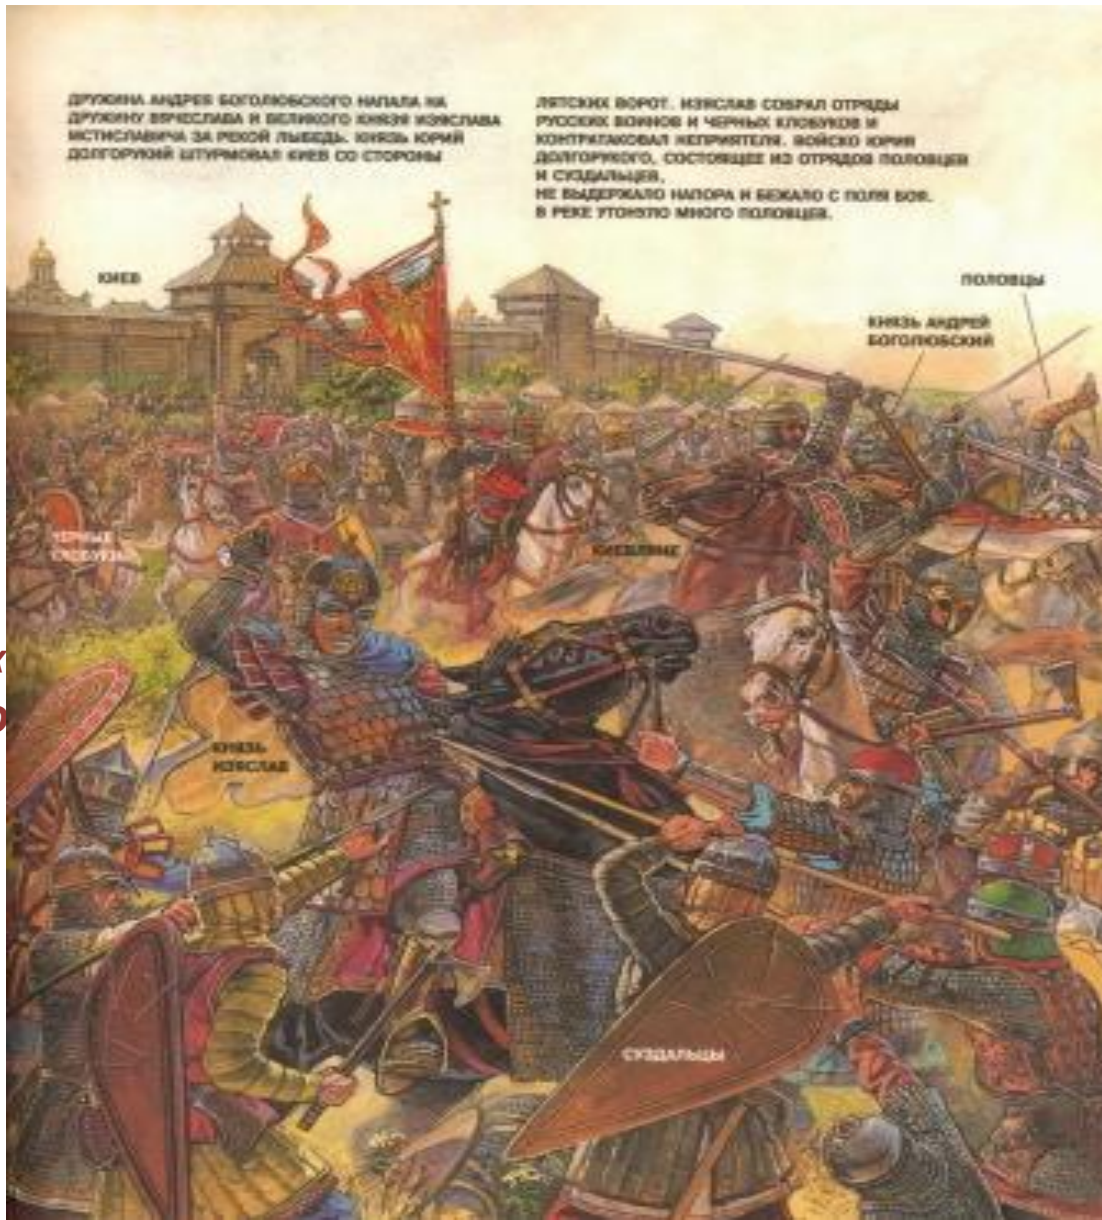 ДРУЖИНА АНДРЕЯ БОГОЛЮБСКОГО НАПАЛА НА
ДРУЖИНУ ВЯЧЕСЛАВА И ВЕЛИКОГО КНЯЗЯ ИЗЯСЛАВА
МСТИСЛАВИЧА ЗА РЕКОЙ ЛЫБЕДЬ. КНЯЗЬ ЮРИЙ
ДОЛГОРУКИЙ ШТУРМОВАЛ КИЕВ СО СТОРОНЫ
ЛЯТСКИХ ВОРОТ. ИЗЯСЛАВ СОБРАЛ ОТРЯДЫ
РУССКИХ ВОИНОВ И ЧЕРНЫХ КЛОБУКОВ И
КОНТРАТАКОВАЛ НЕПРИЯТЕЛЯ. ВОЙСКО ЮРИЯ
ДОЛГОРУКОГО, СОСТОЯЩЕЕ ИЗ ОТРЯДОВ ПОЛОВЦЕВ
И СУЗДАЛЬЦЕВ,
НЕ ВЫДЕРЖАЛО НАПОРА И БЕЖАЛО С ПОЛЯ БОЯ.
В РЕКЕ УТОНУЛО МНОГО ПОЛОВЦЕВ.
КИЕВ
ПОЛОВЦЫ
КНЯЗЬ АНДРЕЙ
БОГОЛЮБСКИЙ
ЧЕРНЫЕ
КЛОБУКИ
КИЕВЛЯНЕ
КНЯЗЬ
ИЗЯСЛАВ
СУЗДАЛЬЦЫ